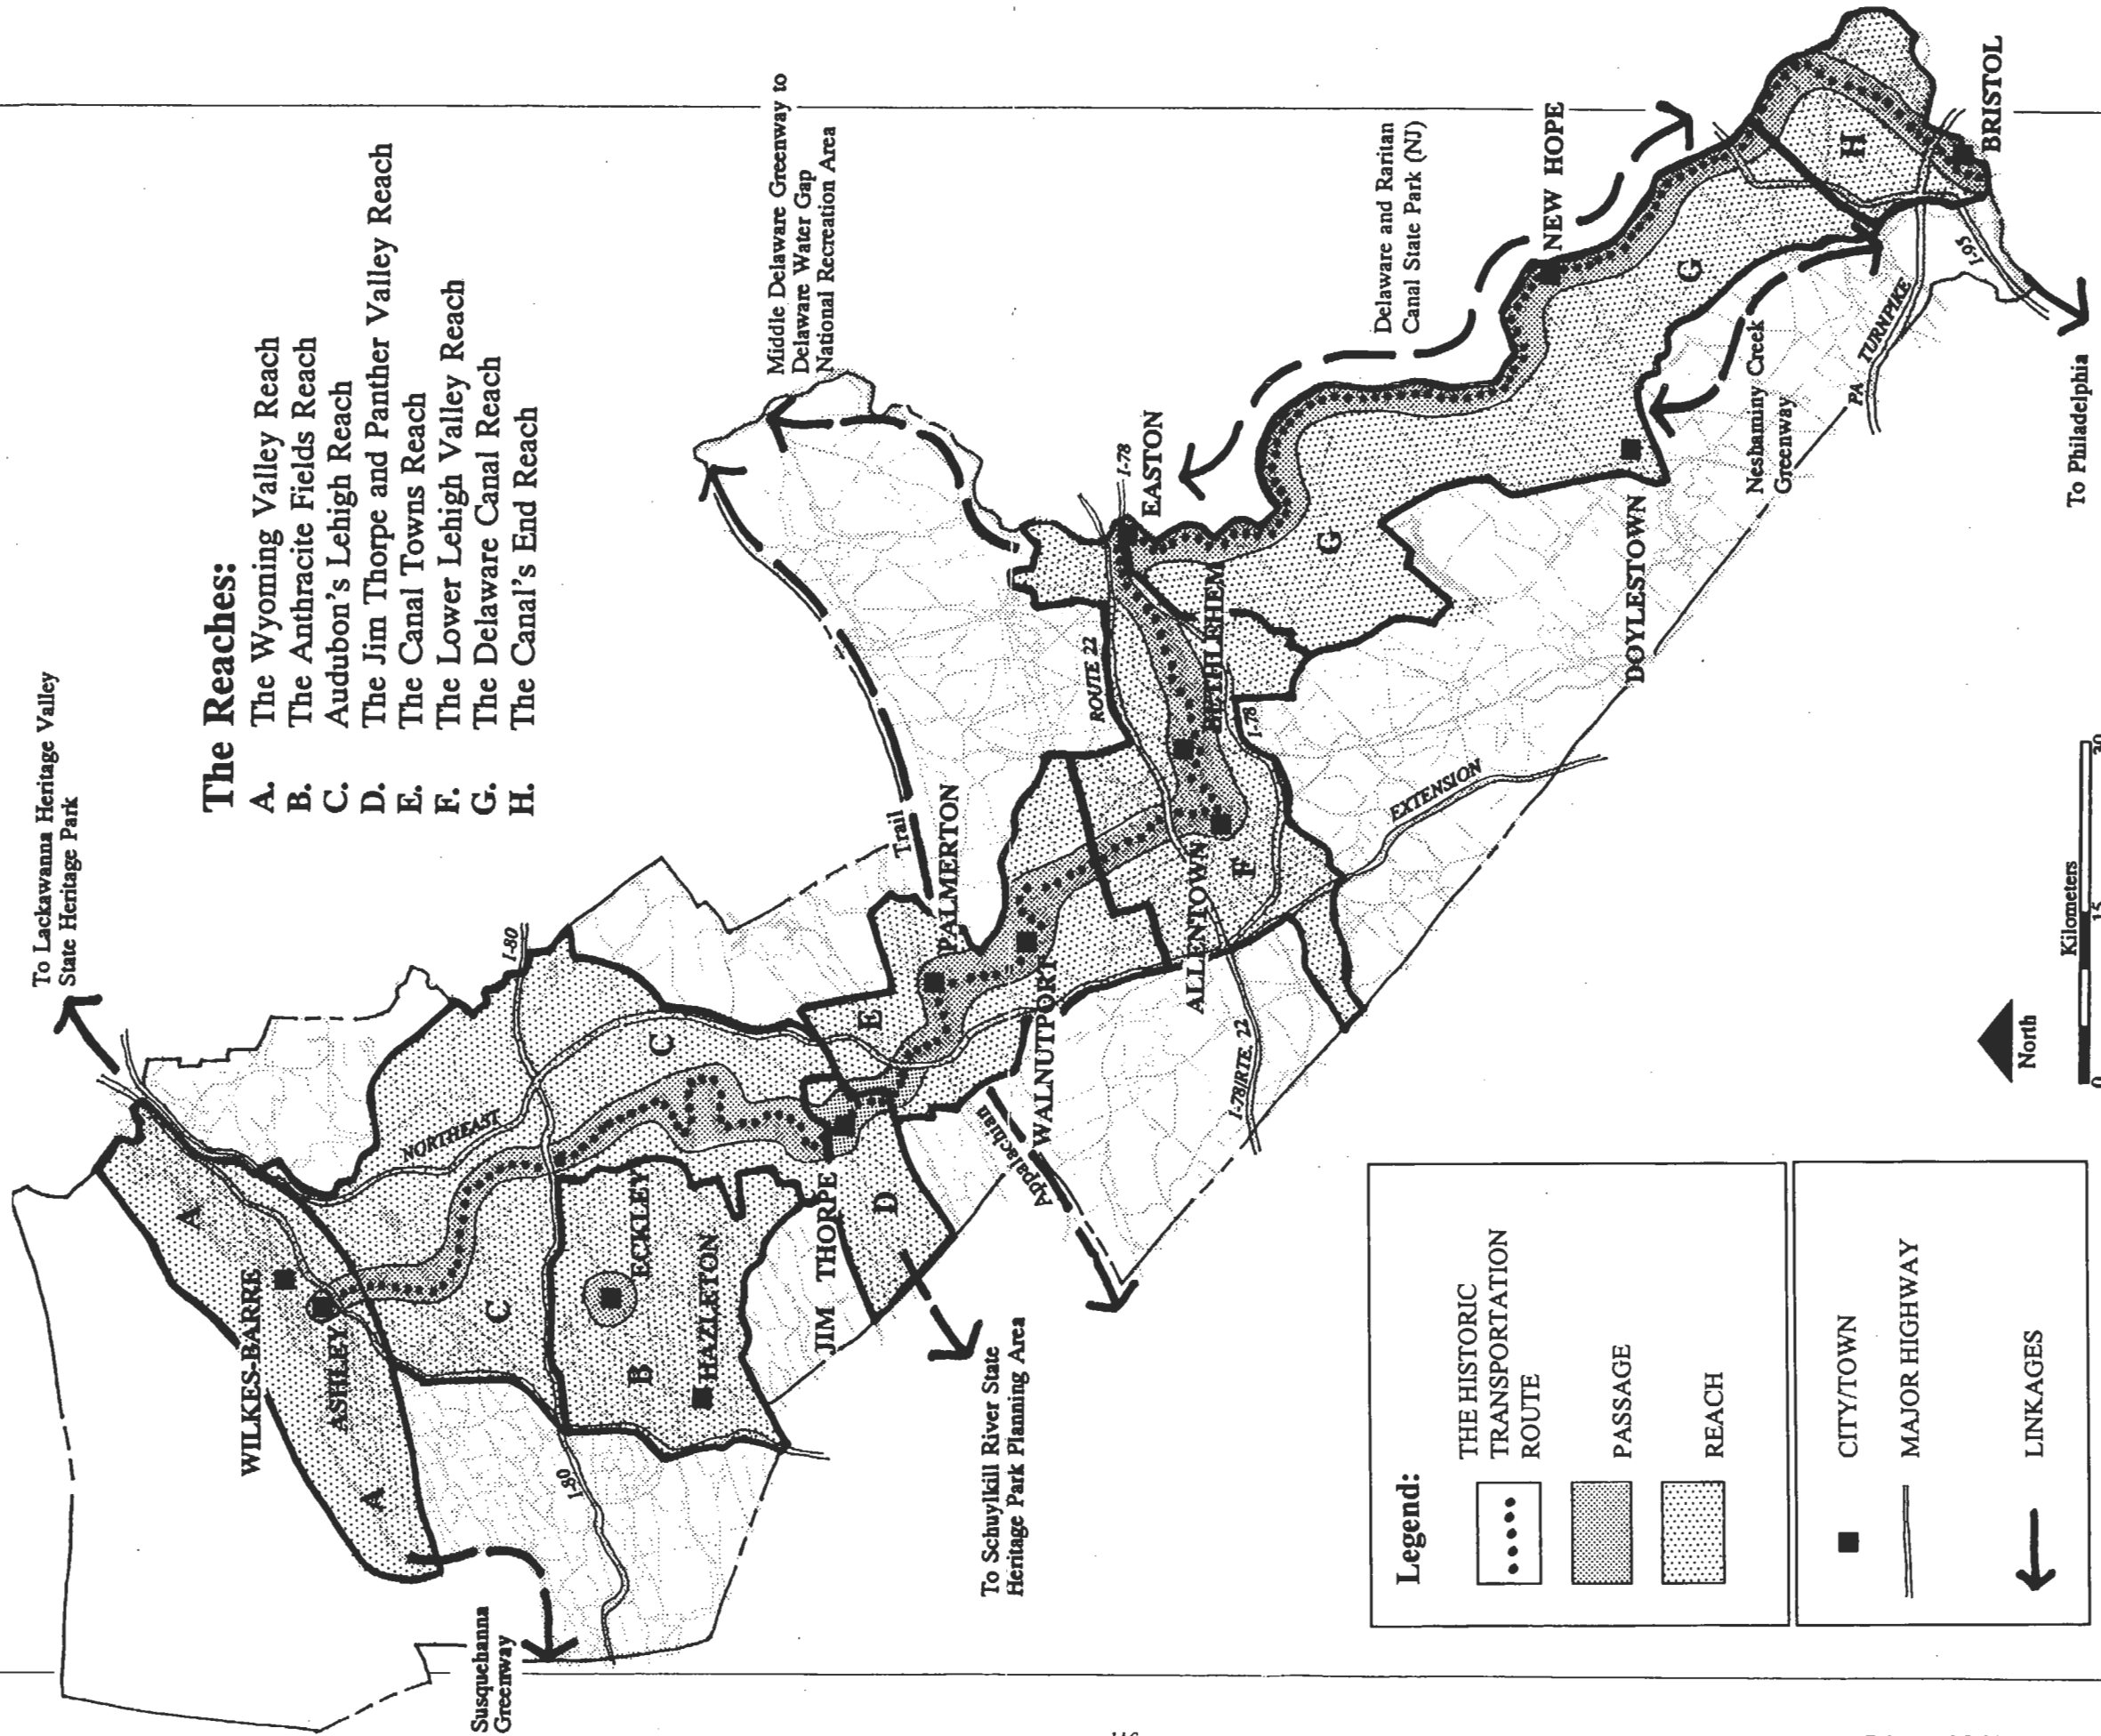 To Lackawanna Heritage Valley
State Heritage Park
The Reaches:
A. The Wyoming Valley Reach
B. The Anthracite Fields Reach
C. Audubon's Lehigh Reach
D. The Jim Thorpe and Panther Valley Reach
E. The Canal Towns Reach
F. The Lower Lehigh Valley Reach
G. The Delaware Canal Reach
H. The Canal's End Reach
Middle Delaware Greenway to
Delaware Water Gap
National Recreation Area
Delaware and Raritan
Canal State Park (NJ)
NEW HOPE
BRISTOL
H
G
G
I-95
PA TURNPIKE
To Philadelphia
Neshaminy Creek
Greenway
DOYLESTOWN
EASTON
I-78
BETHLEHEM
ROUTE 22
I-78
EXTENSION
ALLENTOWN
F
I-78/RTE. 22
PALMERTON
Trail
WALNUTPORT
Appalachian
E
D
JIM THORPE
C
C
I-80
NORTHEAST
ECKLEY
B
HAZLETON
I-80
A
A
WILKES-BARRE
ASHLEY
Susquehanna
Greenway
To Schuylkill River State
Heritage Park Planning Area
Legend:
THE HISTORIC
TRANSPORTATION
ROUTE
PASSAGE
REACH
CITY/TOWN
MAJOR HIGHWAY
LINKAGES
North
Kilometers
0 15 30